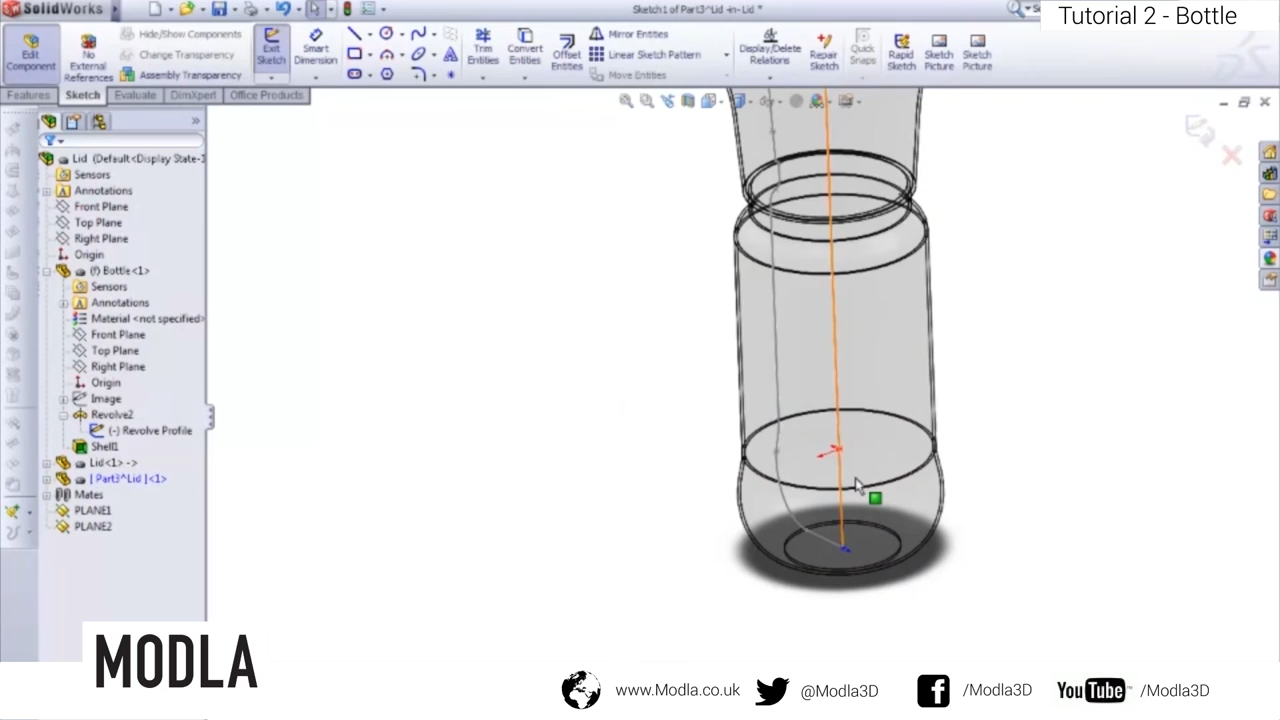 SolidWorks
Sketch1 of Part3^Lid -in- Lid *
Tutorial 2 - Bottle
Edit Component
No External References
Hide/Show Components
Change Transparency
Assembly Transparency
Exit Sketch
Smart Dimension
Trim Entities
Convert Entities
Offset Entities
Mirror Entities
Linear Sketch Pattern
Move Entities
Display/Delete Relations
Repair Sketch
Quick Snaps
Rapid Sketch
Sketch Picture
Sketch Picture
Features
Sketch
Evaluate
DimXpert
Office Products
Lid (Default<Display State-1
Sensors
Annotations
Front Plane
Top Plane
Right Plane
Origin
(f) Bottle<1>
Sensors
Annotations
Material <not specified>
Front Plane
Top Plane
Right Plane
Origin
Image
Revolve2
(-) Revolve Profile
Shell1
Lid<1> ->
[ Part3^Lid ]<1>
Mates
PLANE1
PLANE2
MODLA
www.Modla.co.uk
@Modla3D
/Modla3D
YouTube /Modla3D